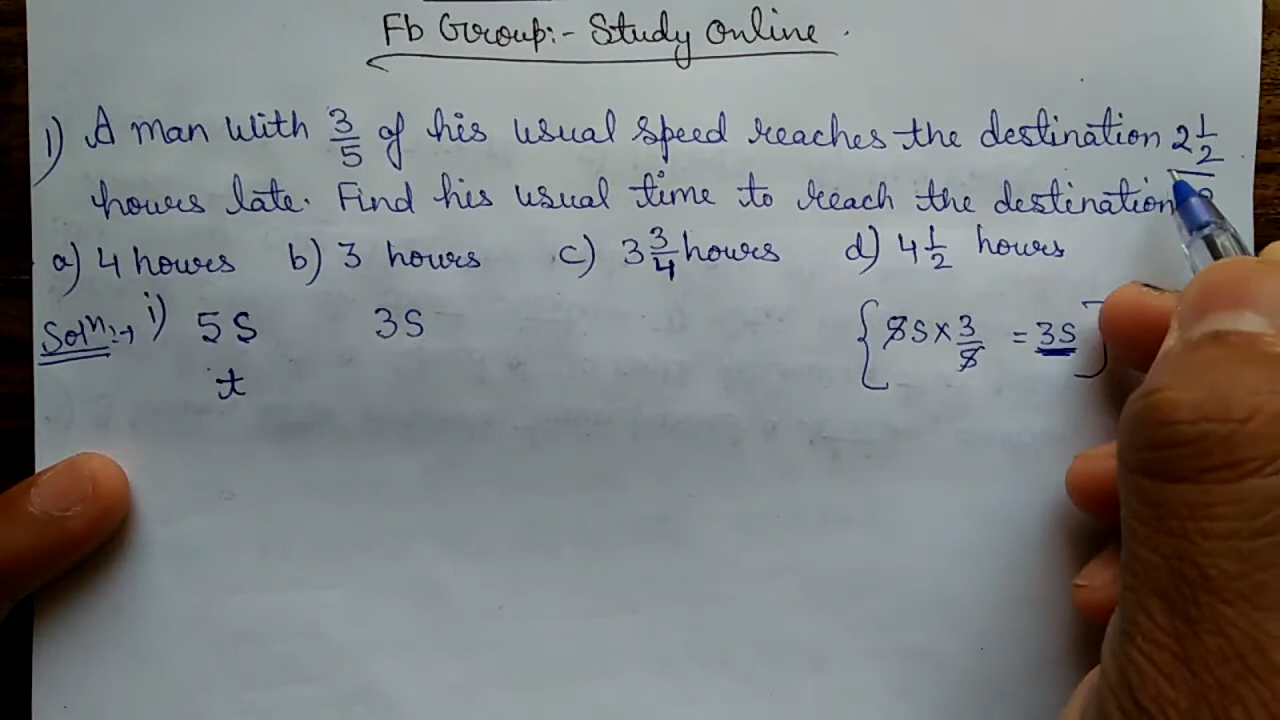 Fb Group:- Study Online.
1) A man with 3/5 of his usual speed reaches the destination 2 1/2
hours late. Find his usual time to reach the destination?
a) 4 hours b) 3 hours c) 3 3/4 hours d) 4 1/2 hours
Solⁿ:→ i) 5S 3S {5S×3/5 = 3S}
t